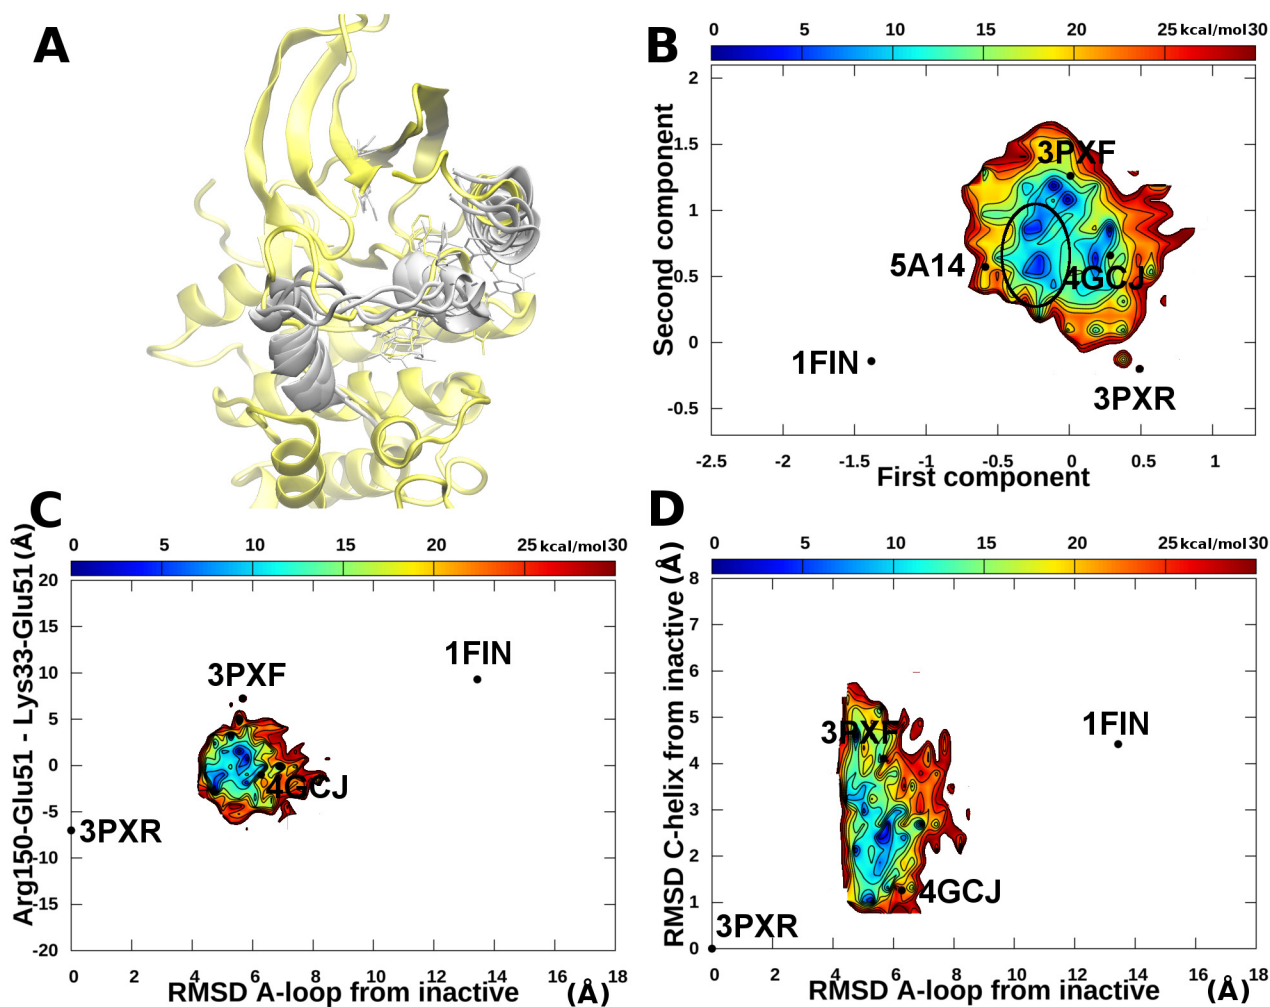 A
B
0 5 10 15 20 25 kcal/mol 30
Second component
2
1.5
1
0.5
0
-0.5
3PXF
5A14
4GCJ
1FIN
3PXR
-2.5 -2 -1.5 -1 -0.5 0 0.5 1
First component
C
0 5 10 15 20 25 kcal/mol 30
Arg150-Glu51 - Lys33-Glu51 (Å)
20
15
10
5
0
-5
-10
-15
-20
1FIN
3PXF
4GCJ
3PXR
0 2 4 6 8 10 12 14 16 18
RMSD A-loop from inactive (Å)
D
0 5 10 15 20 25 kcal/mol 30
RMSD C-helix from inactive (Å)
8
7
6
5
4
3
2
1
0
3PXF
1FIN
4GCJ
3PXR
0 2 4 6 8 10 12 14 16 18
RMSD A-loop from inactive (Å)